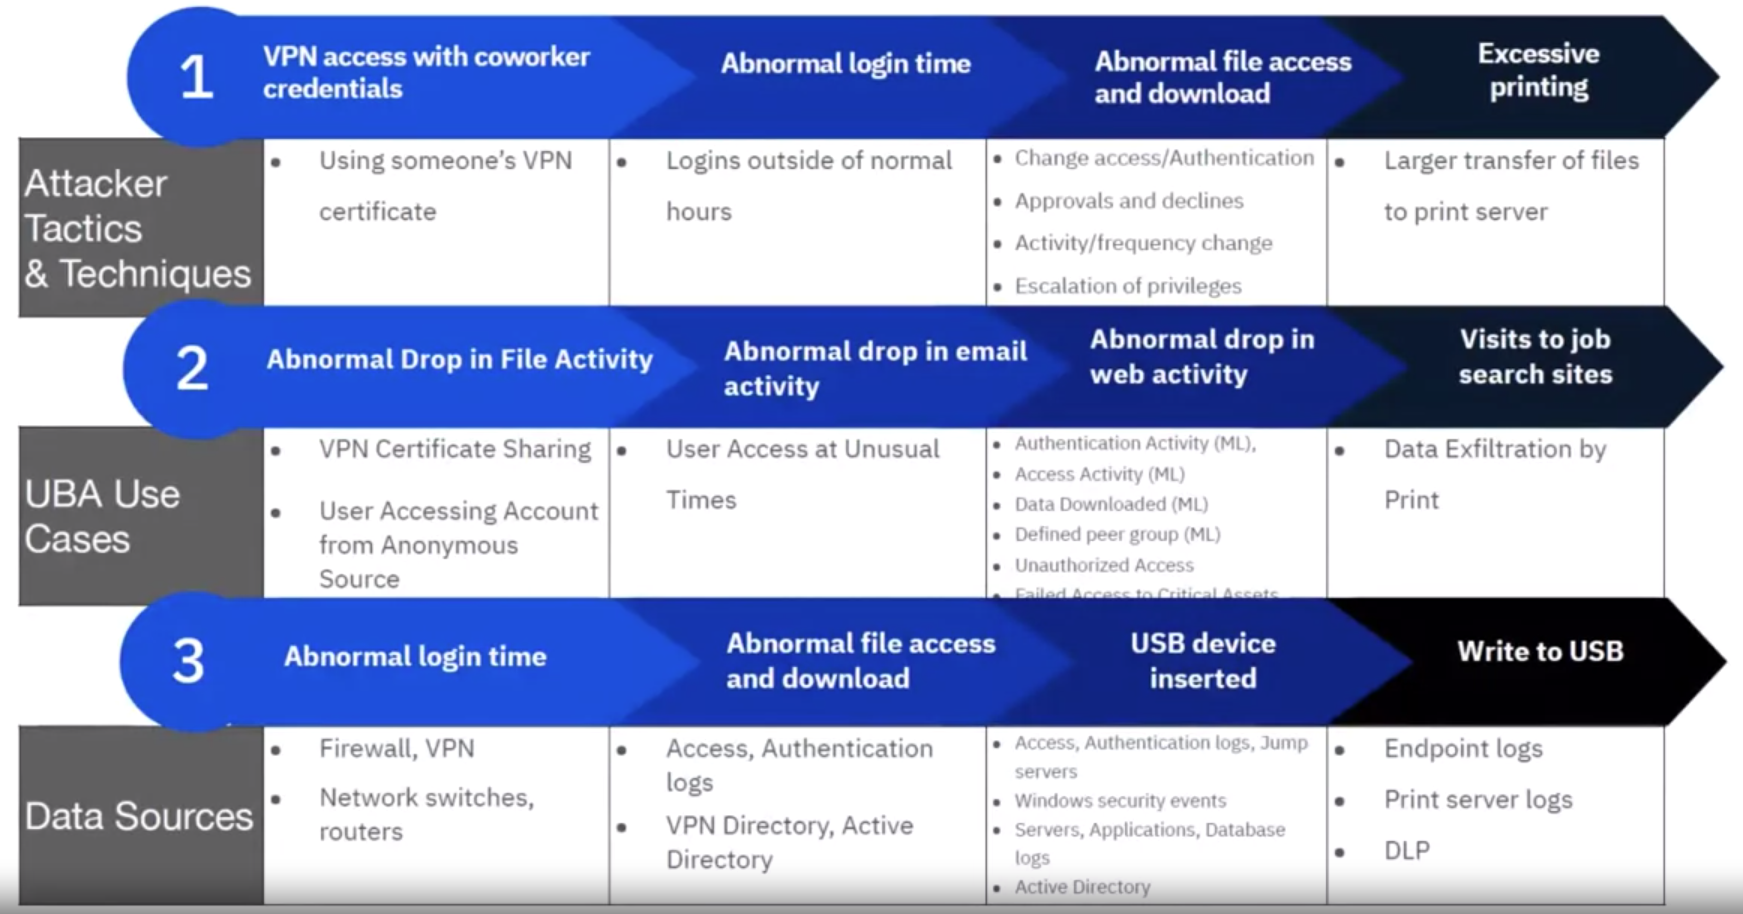 1
VPN access with coworker
credentials
Abnormal login time
Abnormal file access
and download
Excessive
printing
Attacker
Tactics
& Techniques
• Using someone's VPN
certificate
• Logins outside of normal
hours
• Change access/Authentication
• Approvals and declines
• Activity/frequency change
• Escalation of privileges
• Larger transfer of files
to print server
2
Abnormal Drop in File Activity
Abnormal drop in email
activity
Abnormal drop in
web activity
Visits to job
search sites
UBA Use
Cases
• VPN Certificate Sharing
• User Accessing Account
from Anonymous
Source
• User Access at Unusual
Times
• Authentication Activity (ML),
• Access Activity (ML)
• Data Downloaded (ML)
• Defined peer group (ML)
• Unauthorized Access
• Failed Access to Critical Assets
• Data Exfiltration by
Print
3
Abnormal login time
Abnormal file access
and download
USB device
inserted
Write to USB
Data Sources
• Firewall, VPN
• Network switches,
routers
• Access, Authentication
logs
• VPN Directory, Active
Directory
• Access, Authentication logs, Jump
servers
• Windows security events
• Servers, Applications, Database
logs
• Active Directory
• Endpoint logs
• Print server logs
• DLP